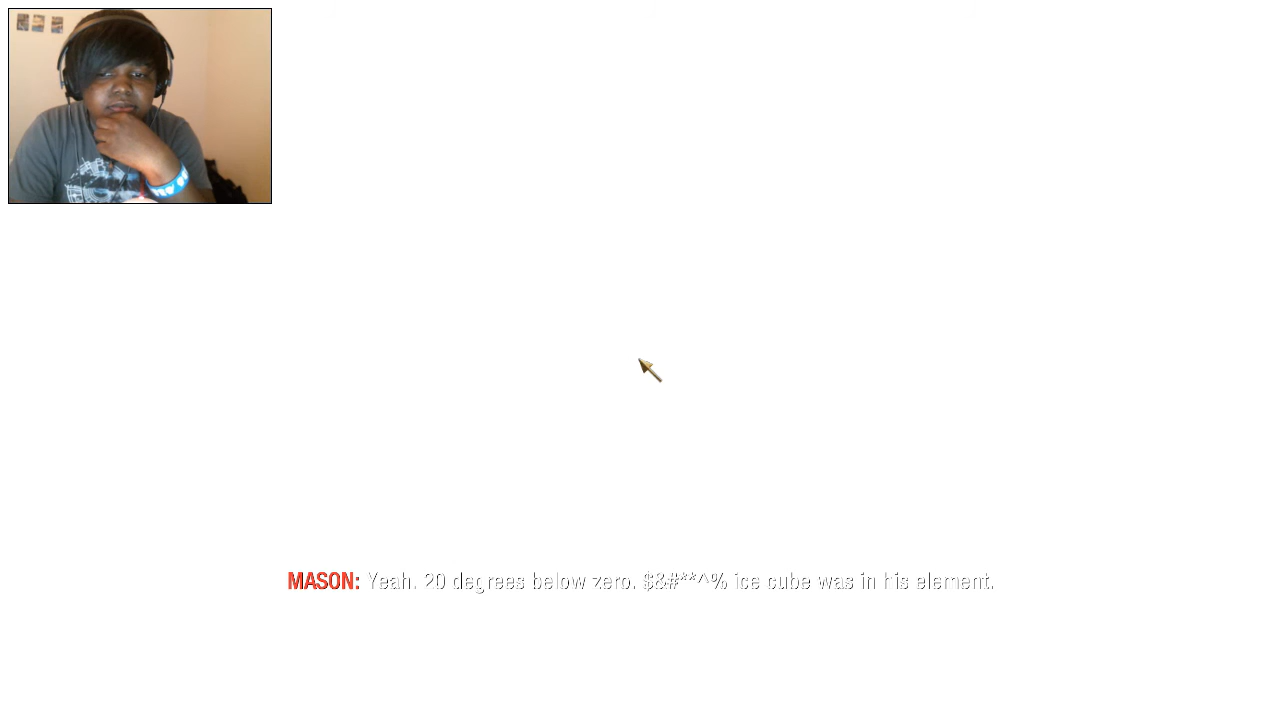 MASON: Yeah. 20 degrees below zero. $&#**^% ice cube was in his element.